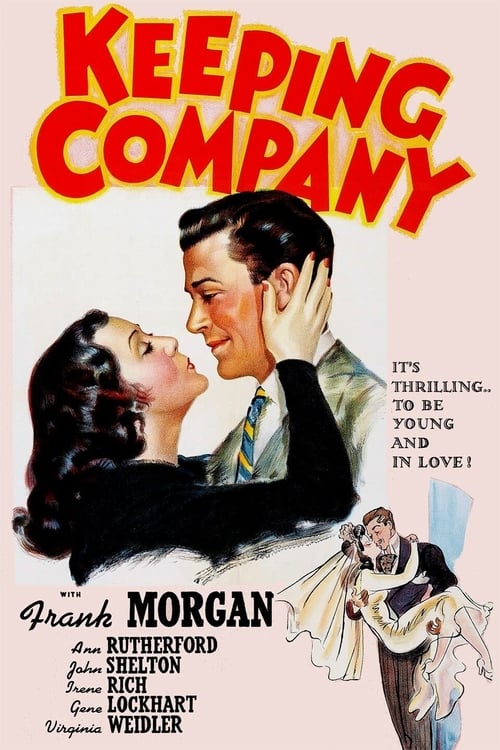 KEEPING
COMPANY
IT'S
THRILLING..
TO BE
YOUNG
AND
IN LOVE!
WITH
Frank MORGAN
Ann RUTHERFORD
John SHELTON
Irene RICH
Gene LOCKHART
Virginia WEIDLER